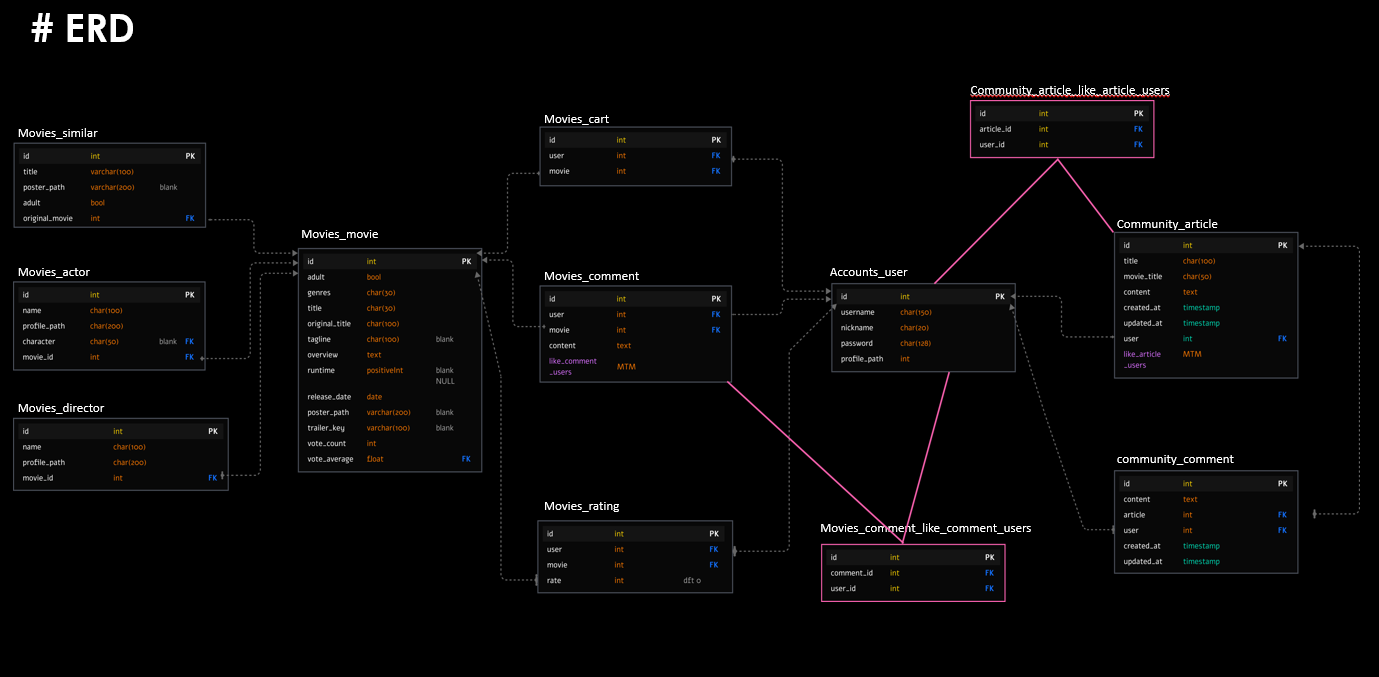 # ERD
Movies_similar
id int PK
title varchar(100)
poster_path varchar(200) blank
adult bool
original_movie int FK
Movies_actor
id int PK
name char(100)
profile_path char(200)
character char(50) blank FK
movie_id int FK
Movies_director
id int PK
name char(100)
profile_path char(200)
movie_id int FK
Movies_movie
id int PK
adult bool
genres char(50)
title char(50)
original_title char(100)
tagline char(100) blank
overview text
runtime positiveInt blank
NULL
release_date date
poster_path varchar(200) blank
trailer_key varchar(100) blank
vote_count int
vote_average float FK
Movies_cart
id int PK
user int FK
movie int FK
Movies_comment
id int PK
user int FK
movie int FK
content text
like_comment
_users MTM
Movies_rating
id int PK
user int FK
movie int FK
rate int dft 0
Accounts_user
id int PK
username char(150)
nickname char(20)
password char(128)
profile_path int
Movies_comment_like_comment_users
id int PK
comment_id int FK
user_id int FK
Community_article_like_article_users
id int PK
article_id int FK
user_id int FK
Community_article
id int PK
title char(100)
movie_title char(50)
content text
created_at timestamp
updated_at timestamp
user int FK
like_article MTM
_users
community_comment
id int PK
content text
article int FK
user int FK
created_at timestamp
updated_at timestamp